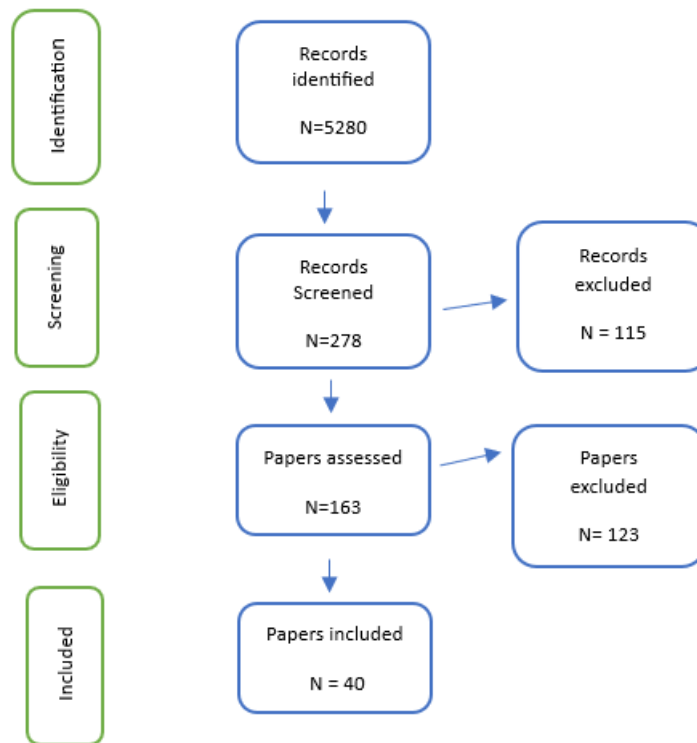 Identification
Records
identified
N=5280
Screening
Records
Screened
N=278
Records
excluded
N = 115
Eligibility
Papers assessed
N=163
Papers
excluded
N= 123
Included
Papers included
N = 40